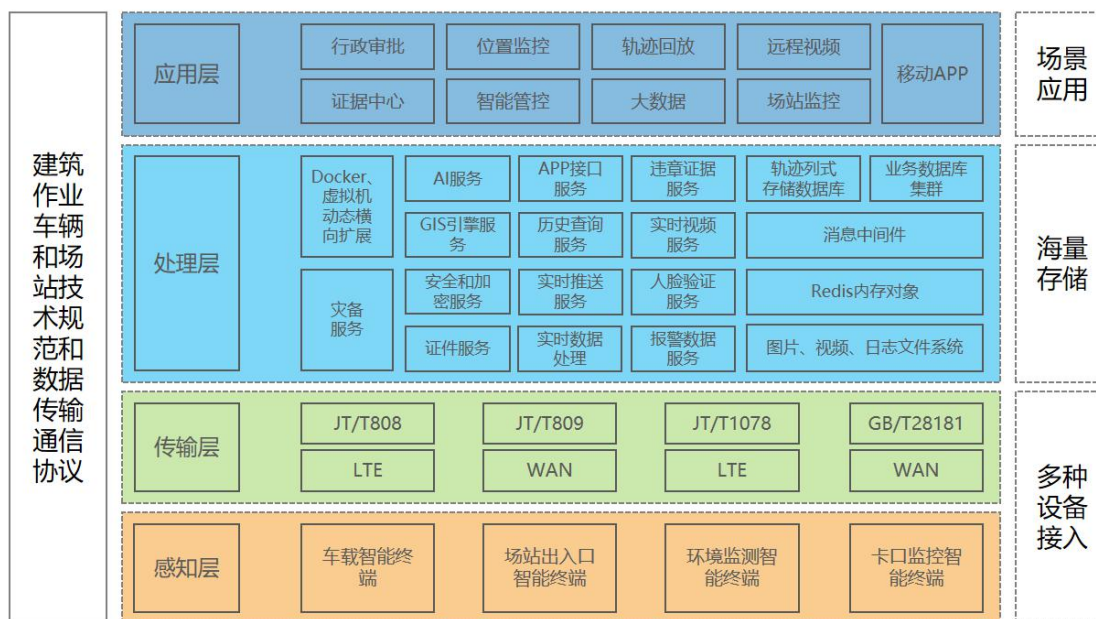 建筑
作业
车辆
和场
站技
术规
范和
数据
传输
通信
协议
应用层
行政审批
位置监控
轨迹回放
远程视频
移动APP
证据中心
智能管控
大数据
场站监控
场景
应用
处理层
Docker、
虚拟机
动态横
向扩展
AI服务
APP接口
服务
违章证据
服务
轨迹列式
存储数据库
业务数据库
集群
GIS引擎服
务
历史查询
服务
实时视频
服务
消息中间件
灾备
服务
安全和加
密服务
实时推送
服务
人脸验证
服务
Redis内存对象
证件服务
实时数据
处理
报警数据
服务
图片、视频、日志文件系统
海量
存储
传输层
JT/T808
JT/T809
JT/T1078
GB/T28181
LTE
WAN
LTE
WAN
感知层
车载智能终
端
场站出入口
智能终端
环境监测智
能终端
卡口监控智
能终端
多种
设备
接入